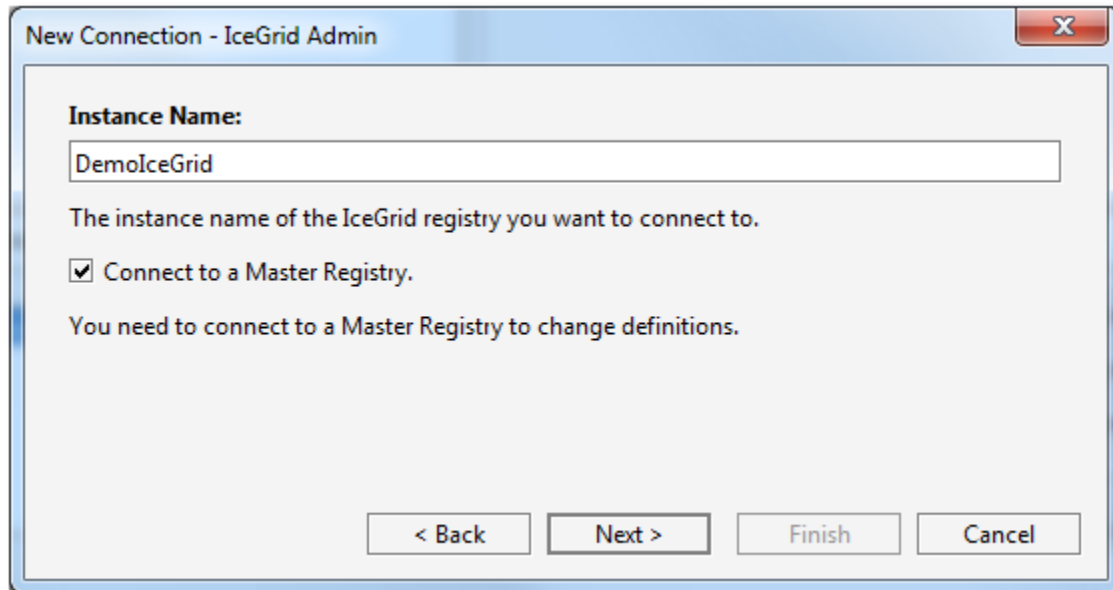 New Connection - IceGrid Admin
Instance Name:
DemoIceGrid
The instance name of the IceGrid registry you want to connect to.
Connect to a Master Registry.
You need to connect to a Master Registry to change definitions.
< Back Next > Finish Cancel